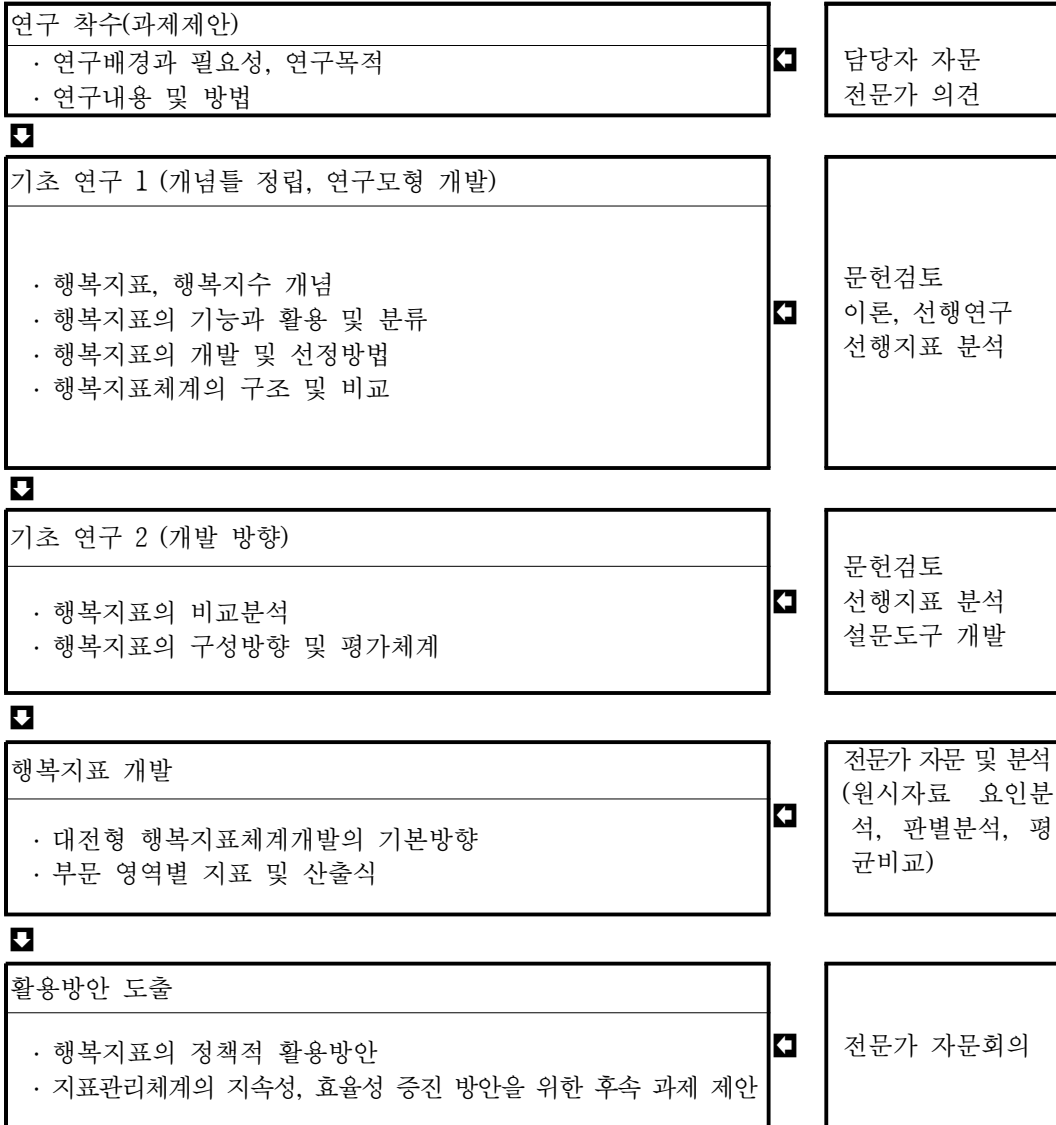 연구 착수(과제제안)
· 연구배경과 필요성, 연구목적
· 연구내용 및 방법
담당자 자문
전문가 의견
기초 연구 1 (개념틀 정립, 연구모형 개발)
· 행복지표, 행복지수 개념
· 행복지표의 기능과 활용 및 분류
· 행복지표의 개발 및 선정방법
· 행복지표체계의 구조 및 비교
문헌검토
이론, 선행연구
선행지표 분석
기초 연구 2 (개발 방향)
· 행복지표의 비교분석
· 행복지표의 구성방향 및 평가체계
문헌검토
선행지표 분석
설문도구 개발
행복지표 개발
· 대전형 행복지표체계개발의 기본방향
· 부문 영역별 지표 및 산출식
전문가 자문 및 분석
(원시자료 요인분
석, 판별분석, 평
균비교)
활용방안 도출
· 행복지표의 정책적 활용방안
· 지표관리체계의 지속성, 효율성 증진 방안을 위한 후속 과제 제안
전문가 자문회의